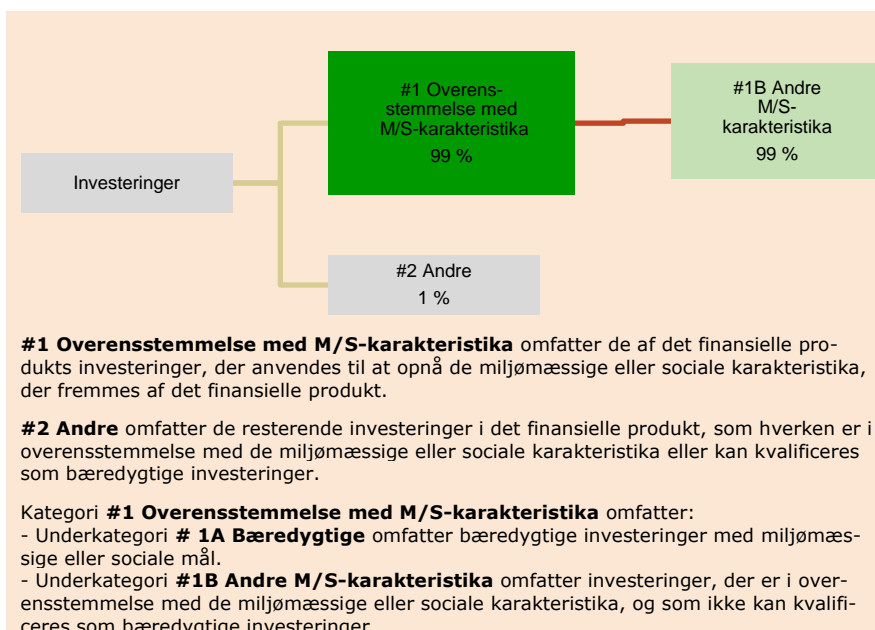 #1 Overens-
stemmelse med
M/S-karakteristika
99 %
#1B Andre
M/S-
karakteristika
99 %
Investeringer
#2 Andre
1 %
#1 Overensstemmelse med M/S-karakteristika omfatter de af det finansielle pro-
dukts investeringer, der anvendes til at opnå de miljømæssige eller sociale karakteristika,
der fremmes af det finansielle produkt.
#2 Andre omfatter de resterende investeringer i det finansielle produkt, som hverken er i
overensstemmelse med de miljømæssige eller sociale karakteristika eller kan kvalificeres
som bæredygtige investeringer.
Kategori #1 Overensstemmelse med M/S-karakteristika omfatter:
- Underkategori # 1A Bæredygtige omfatter bæredygtige investeringer med miljømæs-
sige eller sociale mål.
- Underkategori #1B Andre M/S-karakteristika omfatter investeringer, der er i over-
ensstemmelse med de miljømæssige eller sociale karakteristika, og som ikke kan kvalifi-
ceres som bæredygtige investeringer.